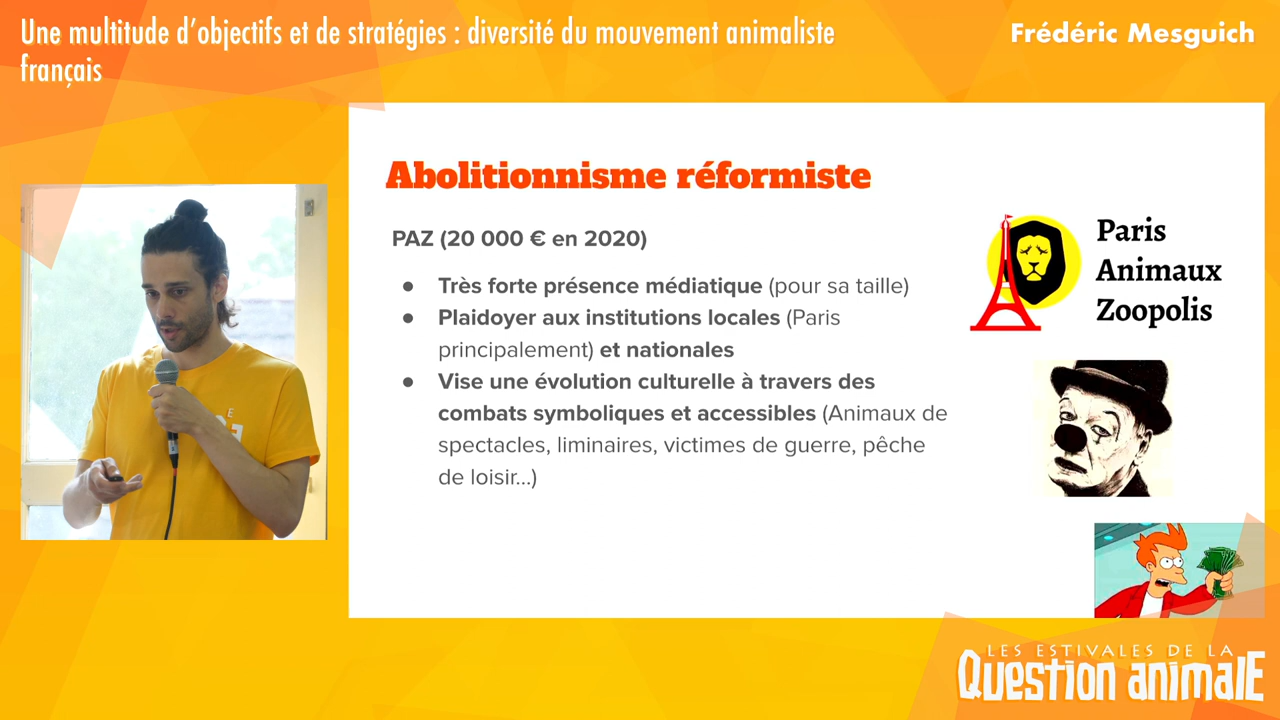 Une multitude d'objectifs et de stratégies : diversité du mouvement animaliste
français
Frédéric Mesguich
Abolitionnisme réformiste
PAZ (20 000 € en 2020)
● Très forte présence médiatique (pour sa taille)
● Plaidoyer aux institutions locales (Paris
principalement) et nationales
● Vise une évolution culturelle à travers des
combats symboliques et accessibles (Animaux de
spectacles, liminaires, victimes de guerre, pêche
de loisir...)
Paris
Animaux
Zoopolis
LES ESTIVALES DE LA
QuEstion animalE